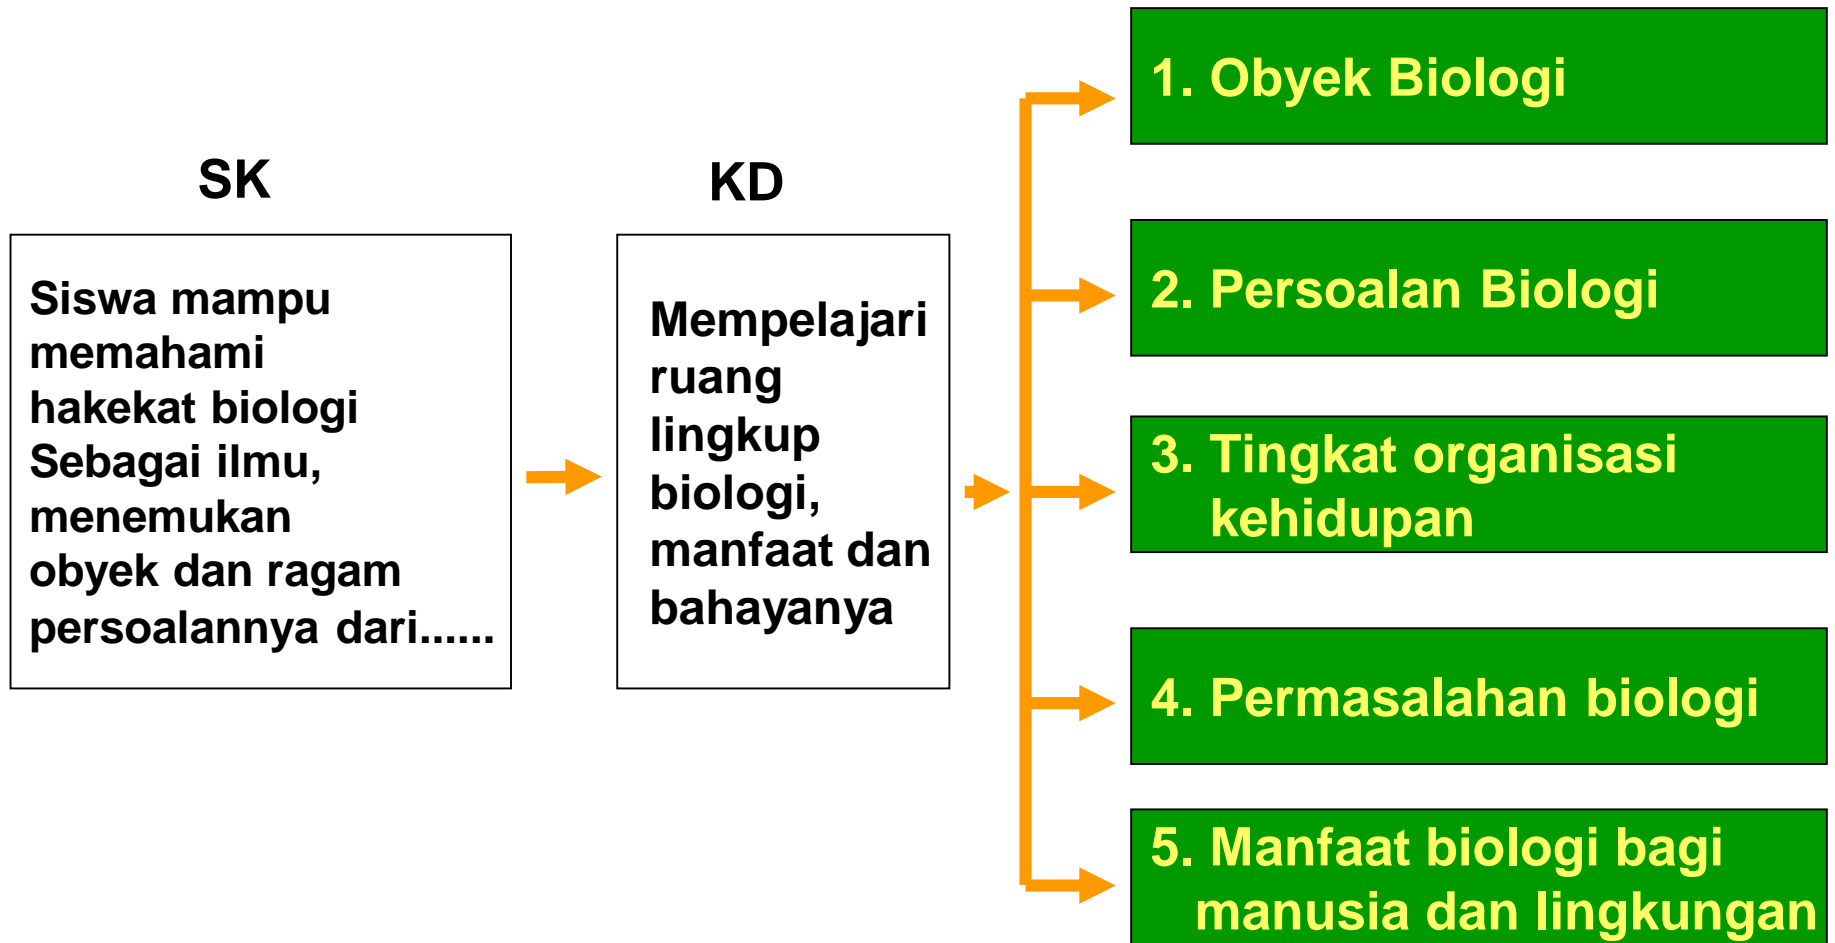 SK
Siswa mampu
memahami
hakekat biologi
Sebagai ilmu,
menemukan
obyek dan ragam
persoalannya dari......
KD
Mempelajari
ruang
lingkup
biologi,
manfaat dan
bahayanya
1. Obyek Biologi
2. Persoalan Biologi
3. Tingkat organisasi
kehidupan
4. Permasalahan biologi
5. Manfaat biologi bagi
manusia dan lingkungan